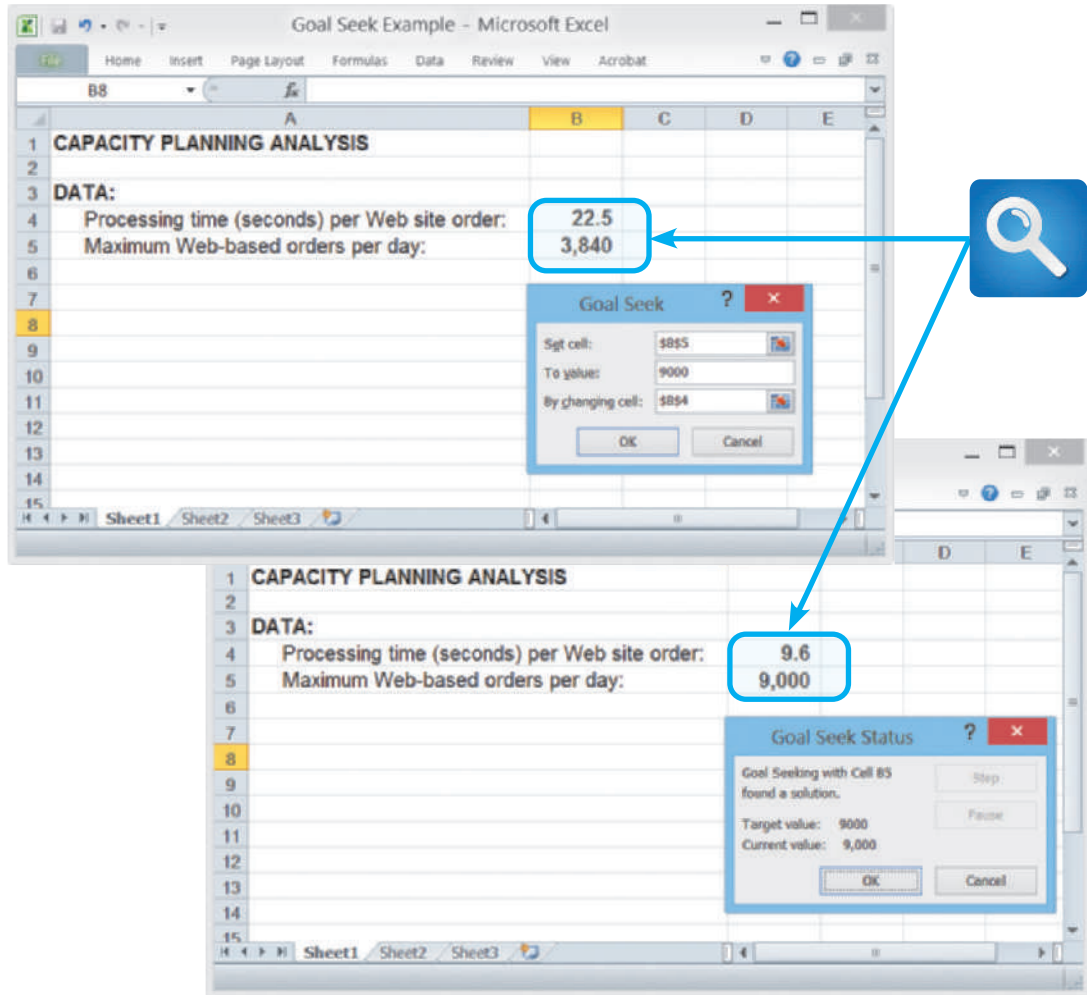 Goal Seek Example - Microsoft Excel
File Home Insert Page Layout Formulas Data Review View Acrobat
B8 fx
A B C D E
1 CAPACITY PLANNING ANALYSIS
2
3 DATA:
4 Processing time (seconds) per Web site order: 22.5
5 Maximum Web-based orders per day: 3,840
6
7
8
9
10
11
12
13
14
15
Goal Seek ? ×
Set cell: $B$5
To value: 9000
By changing cell: $B$4
OK Cancel
Sheet1 Sheet2 Sheet3
D E
1 CAPACITY PLANNING ANALYSIS
2
3 DATA:
4 Processing time (seconds) per Web site order: 9.6
5 Maximum Web-based orders per day: 9,000
6
7
8
9
10
11
12
13
14
15
Goal Seek Status ? ×
Goal Seeking with Cell B5 Step
found a solution.
Pause
Target value: 9000
Current value: 9,000
OK Cancel
Sheet1 Sheet2 Sheet3